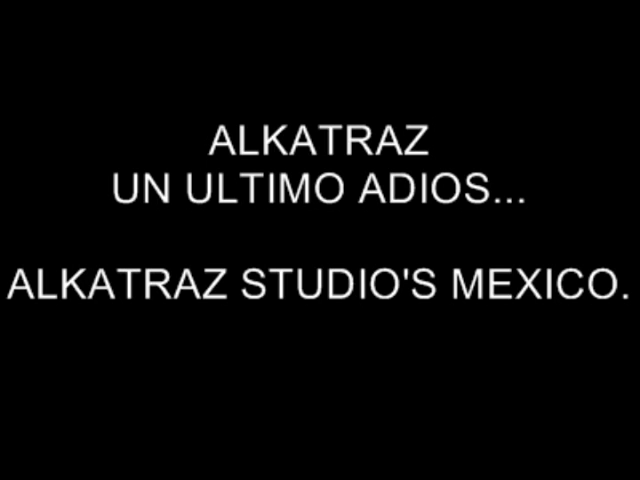 ALKATRAZ
UN ULTIMO ADIOS...
ALKATRAZ STUDIO'S MEXICO.